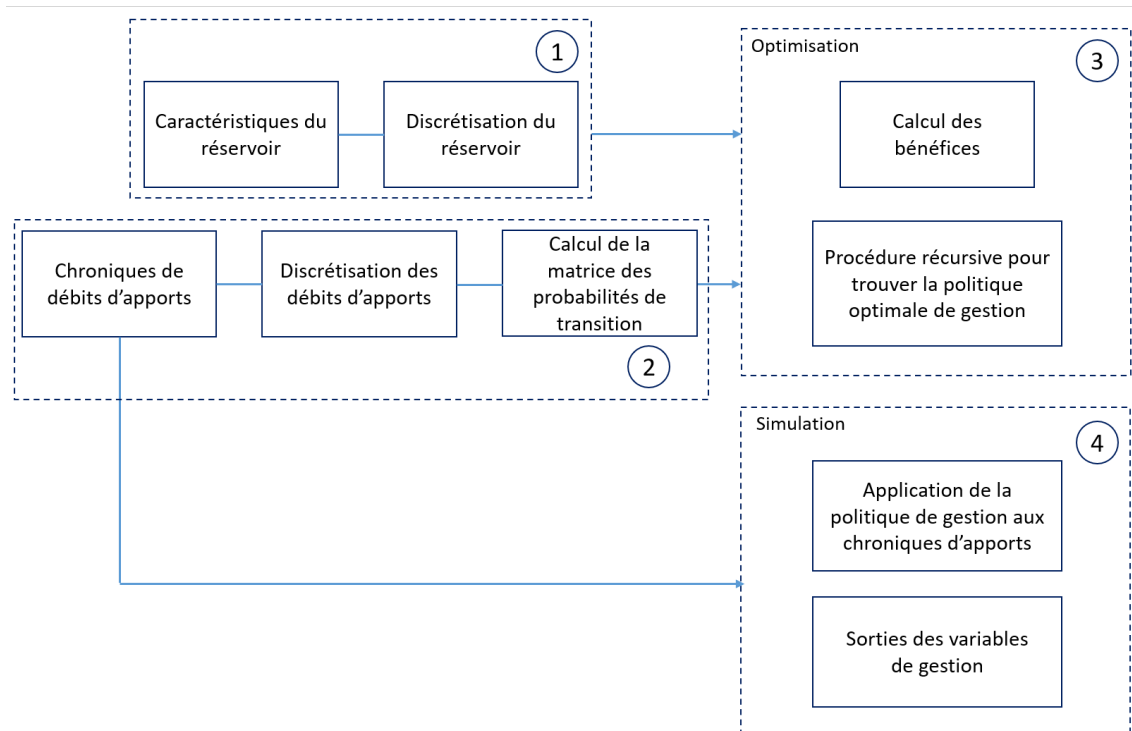 1
Caractéristiques du
réservoir
Discrétisation du
réservoir
Chroniques de
débits d'apports
Discrétisation des
débits d'apports
Calcul de la
matrice des
probabilités de
transition
2
Optimisation
3
Calcul des
bénéfices
Procédure récursive pour
trouver la politique
optimale de gestion
Simulation
4
Application de la
politique de gestion aux
chroniques d'apports
Sorties des variables
de gestion